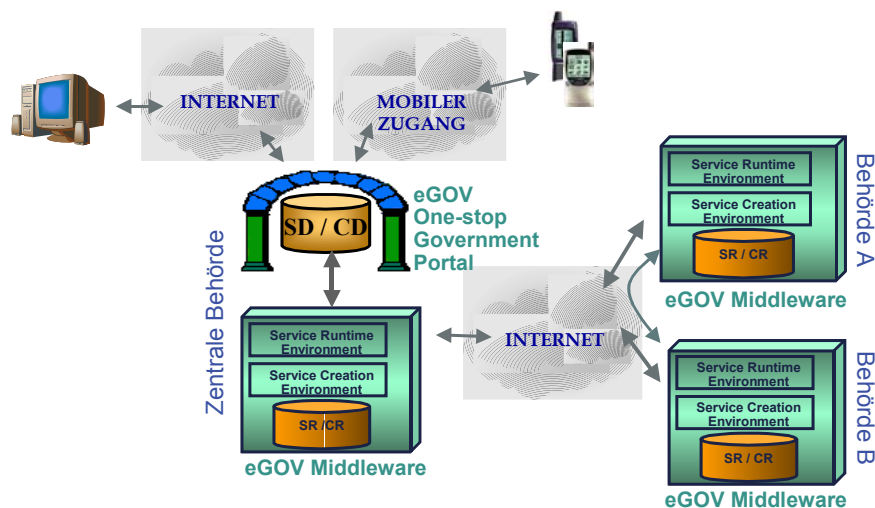 INTERNET
MOBILER
ZUGANG
SD / CD
eGOV
One-stop
Government
Portal
Zentrale Behörde
Service Runtime
Environment
Service Creation
Environment
SR /CR
eGOV Middleware
INTERNET
Service Runtime
Environment
Service Creation
Environment
SR / CR
eGOV Middleware
Behörde A
Service Runtime
Environment
Service Creation
Environment
SR / CR
eGOV Middleware
Behörde B